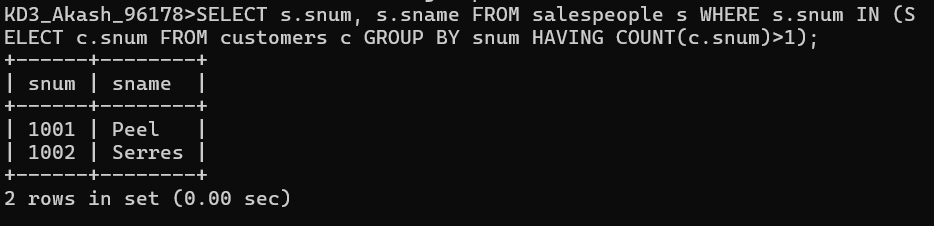 KD3_Akash_96178>SELECT s.snum, s.sname FROM salespeople s WHERE s.snum IN (S
ELECT c.snum FROM customers c GROUP BY snum HAVING COUNT(c.snum)>1);
+------+--------+
| snum | sname  |
+------+--------+
| 1001 | Peel   |
| 1002 | Serres |
+------+--------+
2 rows in set (0.00 sec)